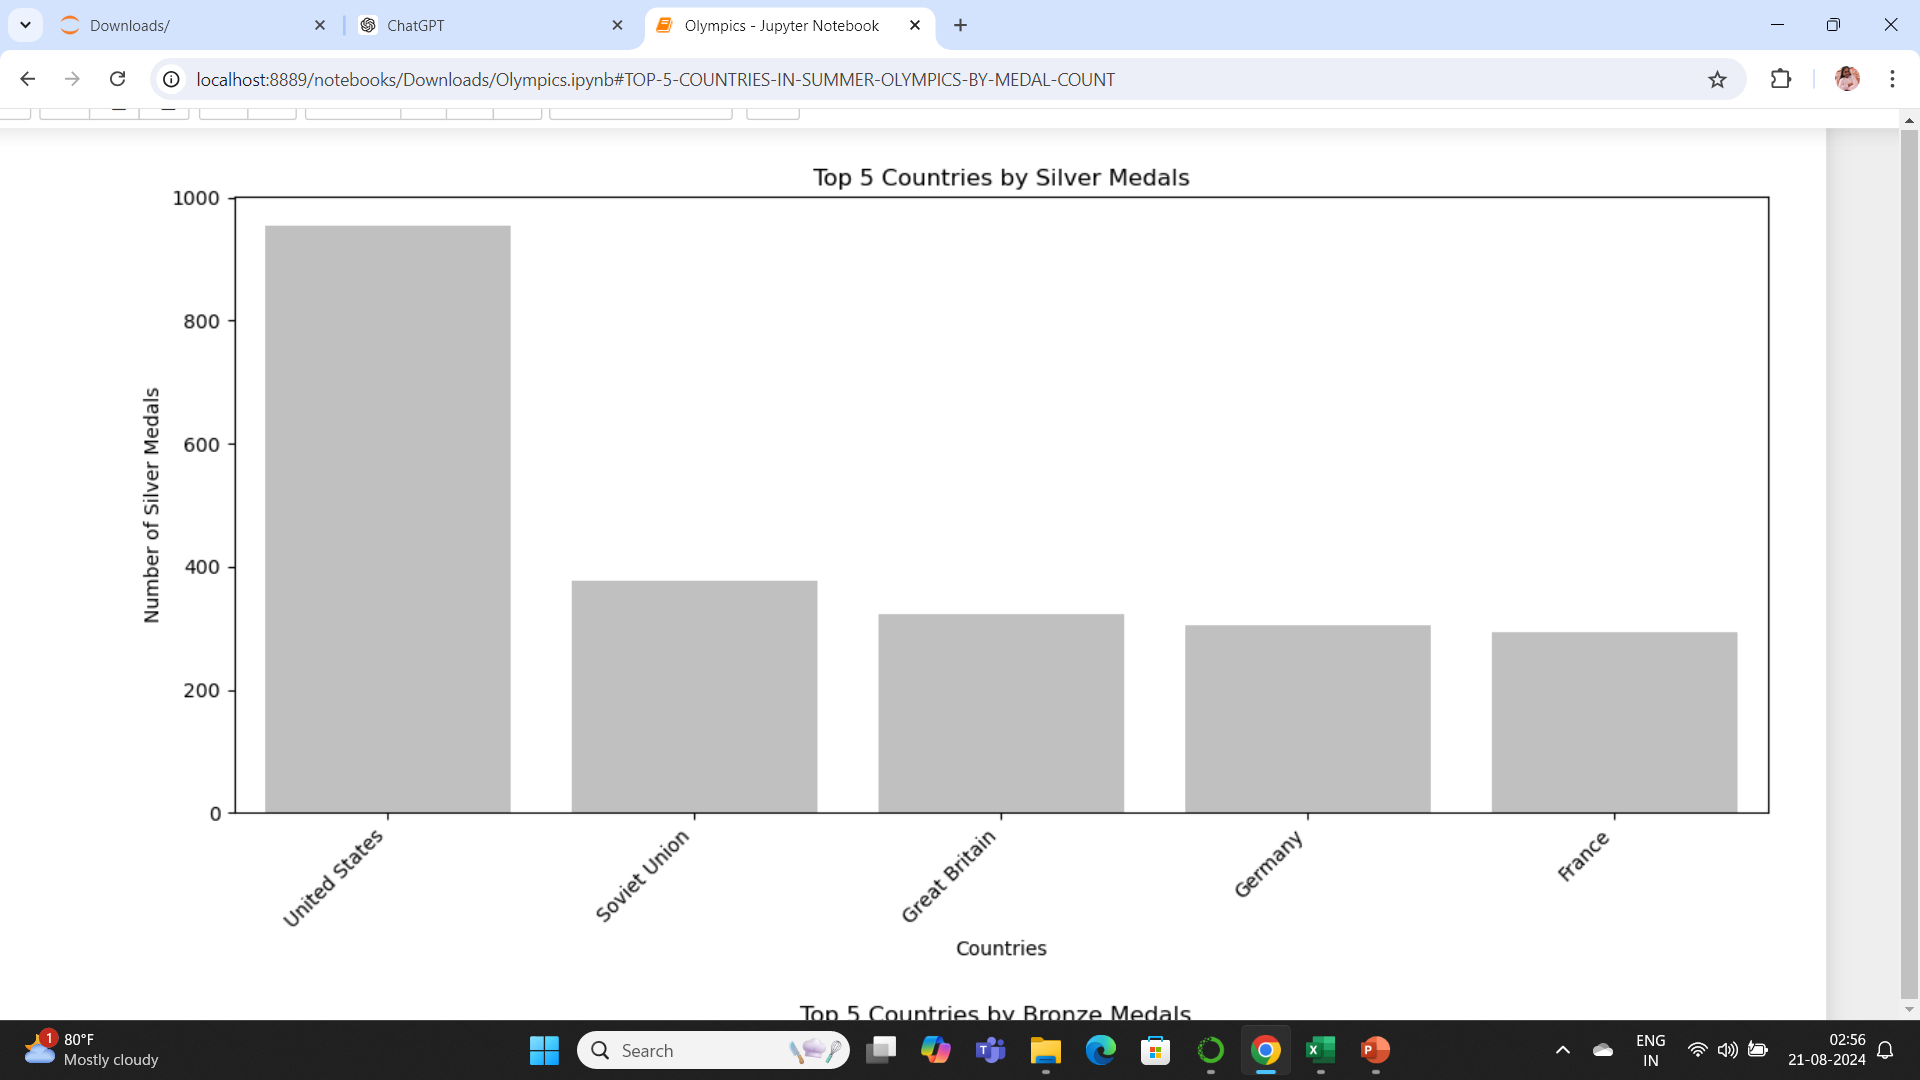 Downloads/
ChatGPT
Olympics - Jupyter Notebook
localhost:8889/notebooks/Downloads/Olympics.ipynb#TOP-5-COUNTRIES-IN-SUMMER-OLYMPICS-BY-MEDAL-COUNT
Top 5 Countries by Silver Medals
1000
800
600
400
200
0
Number of Silver Medals
United States
Soviet Union
Great Britain
Germany
France
Countries
Top 5 Countries by Bronze Medals
1
80°F
Mostly cloudy
Search
ENG
IN
02:56
21-08-2024